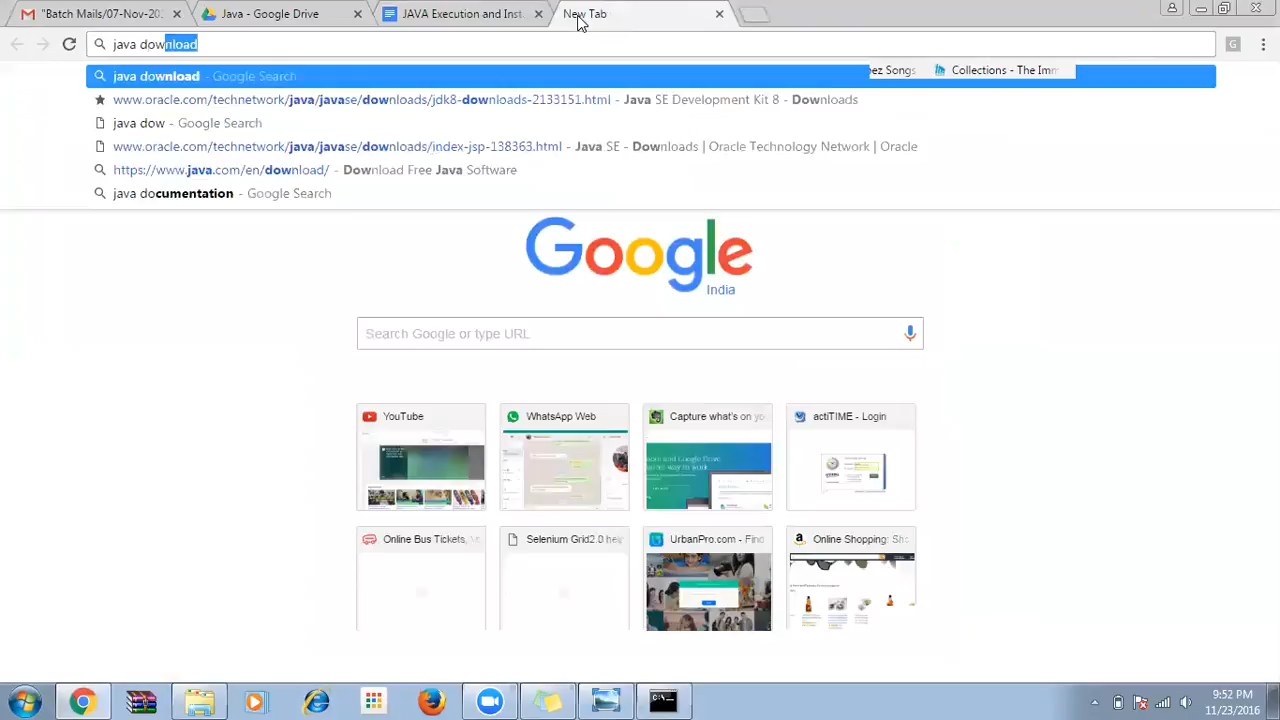 "Batch Mails/07-Nov-20
Java - Google Drive
JAVA Execution and Inst
New Tab
java download
G
java download - Google Search
ez Songs
Collections - The Imm
www.oracle.com/technetwork/java/javase/downloads/jdk8-downloads-2133151.html - Java SE Development Kit 8 - Downloads
java dow - Google Search
www.oracle.com/technetwork/java/javase/downloads/index-jsp-138363.html - Java SE - Downloads | Oracle Technology Network | Oracle
https://www.java.com/en/download/ - Download Free Java Software
java documentation - Google Search
Google
India
Search Google or type URL
YouTube
WhatsApp Web
Capture what's on yo
actiTIME - Login
Online Bus Tickets,
Selenium Grid2.0 help
UrbanPro.com - Find
Online Shopping: Sh
9:52 PM
11/23/2016